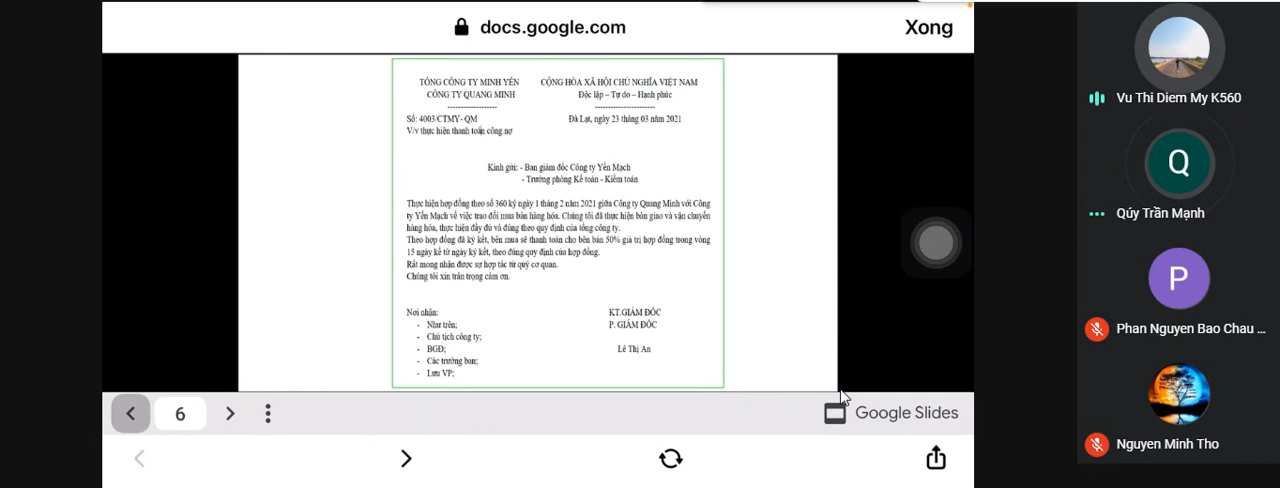 docs.google.com
Xong
TỔNG CÔNG TY MINH YẾN
CÔNG TY QUANG MINH
-------------------
Số: 4003/CTMY- QM
V/v thực hiện thanh toán công nợ
CỘNG HÒA XÃ HỘI CHỦ NGHĨA VIỆT NAM
Độc lập – Tự do – Hạnh phúc
-----------------------
Đà Lạt, ngày 23 tháng 03 năm 2021
Kính gửi: - Ban giám đốc Công ty Yến Mạch
- Trưởng phòng Kế toán - Kiểm toán
Thực hiện hợp đồng theo số 360 ký ngày 1 tháng 2 năm 2021 giữa Công ty Quang Minh với Công
ty Yến Mạch về việc trao đổi mua bán hàng hóa. Chúng tôi đã thực hiện bàn giao và vận chuyển
hàng hóa, thực hiện đầy đủ và đúng theo quy định của tổng công ty.
Theo hợp đồng đã ký kết, bên mua sẽ thanh toán cho bên bán 50% giá trị hợp đồng trong vòng
15 ngày kể từ ngày ký kết, theo đúng quy định của hợp đồng.
Rất mong nhận được sự hợp tác từ quý cơ quan.
Chúng tôi xin trân trọng cảm ơn.
Nơi nhận:
- Như trên;
- Chủ tịch công ty;
- BGĐ;
- Các trưởng ban;
- Lưu VP;
KT.GIÁM ĐỐC
P. GIÁM ĐỐC
Lê Thị An
6
Google Slides
Vu Thi Diem My K560
Q
Qúy Trần Mạnh
P
Phan Nguyen Bao Chau ...
Nguyen Minh Tho